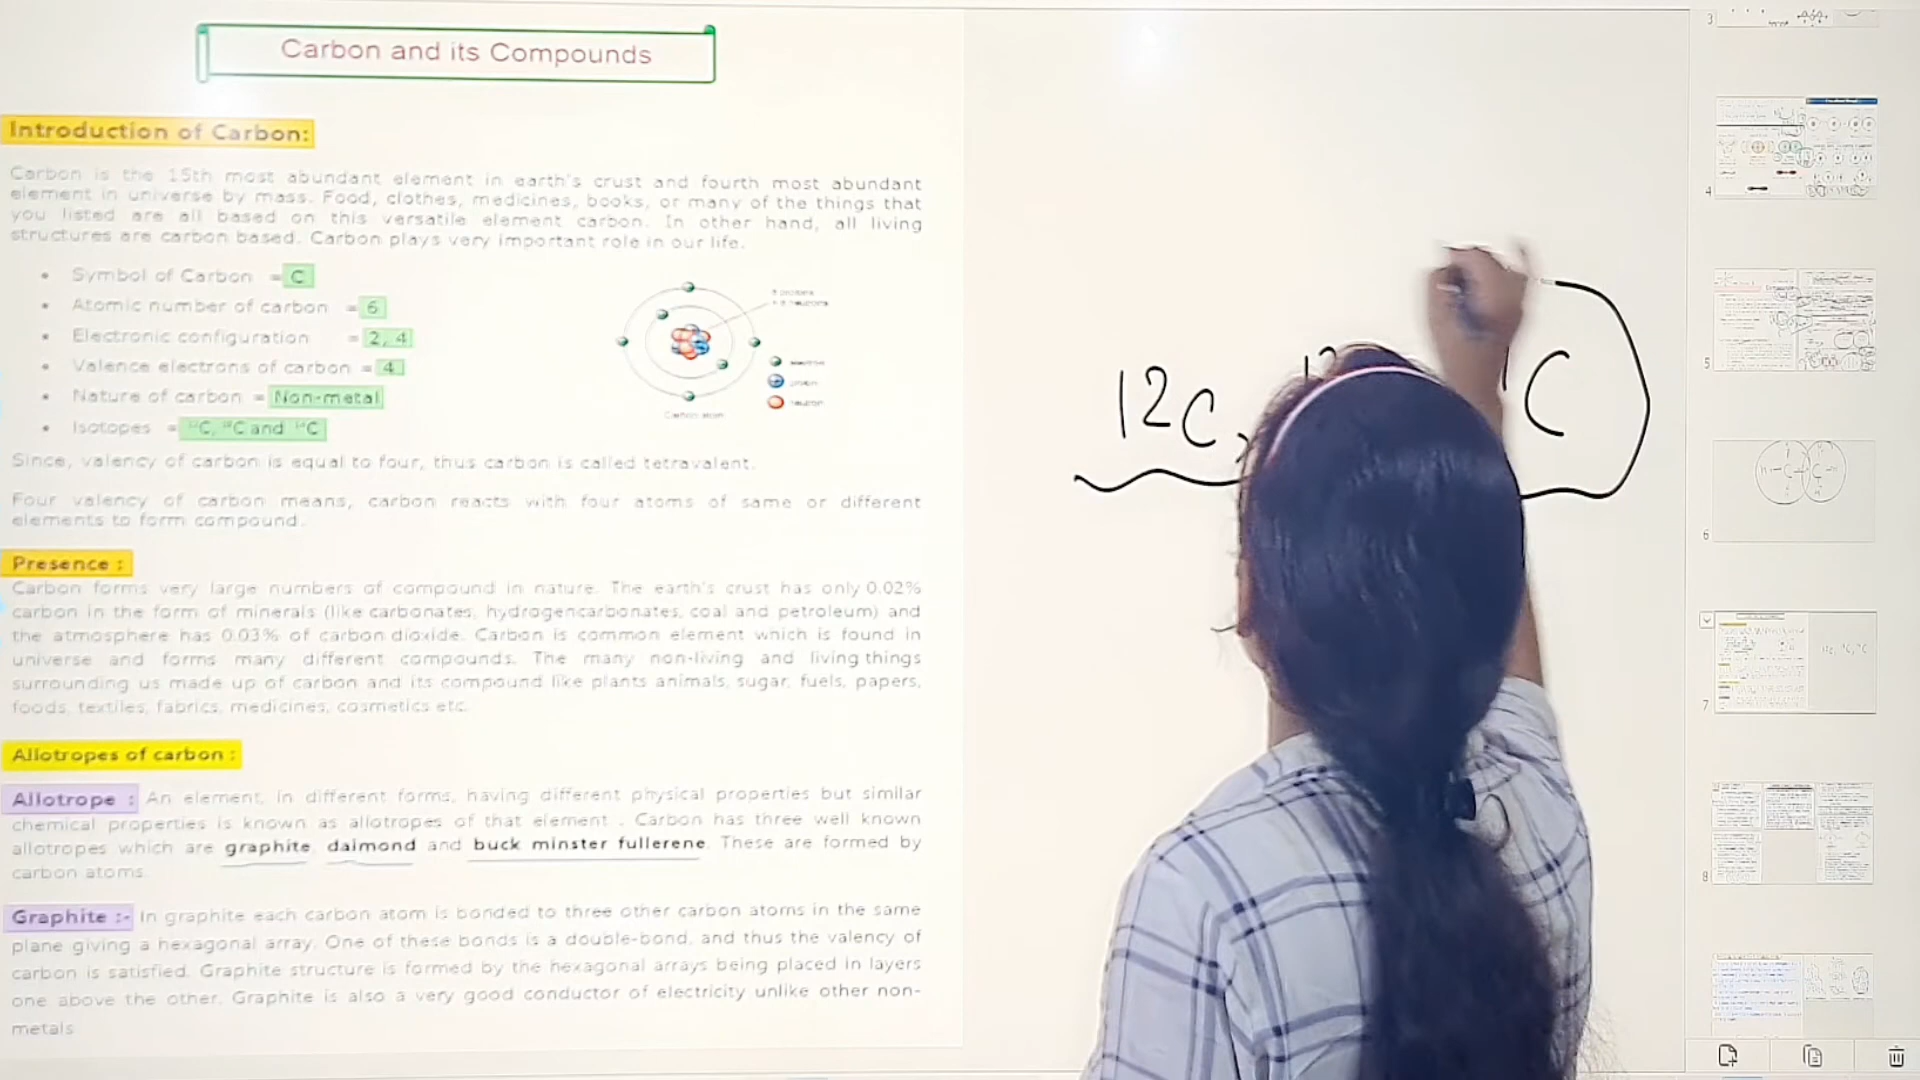 Carbon and its Compounds
Introduction of Carbon:
Carbon is the 15th most abundant element in earth's crust and fourth most abundant
element in universe by mass. Food, clothes, medicines, books, or many of the things that
you listed are all based on this versatile element carbon. In other hand, all living
structures are carbon based. Carbon plays very important role in our life.
• Symbol of Carbon = C
• Atomic number of carbon = 6
• Electronic configuration = 2, 4
• Valence electrons of carbon = 4
• Nature of carbon = Non-metal
• Isotopes = C, C and C
Carbon atom
Since, valency of carbon is equal to four, thus carbon is called tetravalent.
Four valency of carbon means, carbon reacts with four atoms of same or different
elements to form compound.
Presence :
Carbon forms very large numbers of compound in nature. The earth's crust has only 0.02%
carbon in the form of minerals (like carbonates, hydrogencarbonates, coal and petroleum) and
the atmosphere has 0.03% of carbon dioxide. Carbon is common element which is found in
universe and forms many different compounds. The many non-living and living things
surrounding us made up of carbon and its compound like plants animals, sugar, fuels, papers,
foods, textiles, fabrics, medicines, cosmetics etc.
Allotropes of carbon :
Allotrope : An element, in different forms, having different physical properties but similar
chemical properties is known as allotropes of that element . Carbon has three well known
allotropes which are graphite, daimond and buck minster fullerene. These are formed by
carbon atoms.
Graphite :- In graphite each carbon atom is bonded to three other carbon atoms in the same
plane giving a hexagonal array. One of these bonds is a double-bond, and thus the valency of
carbon is satisfied. Graphite structure is formed by the hexagonal arrays being placed in layers
one above the other. Graphite is also a very good conductor of electricity unlike other non-
metals
12C,
C
3
4
5
6
7
8